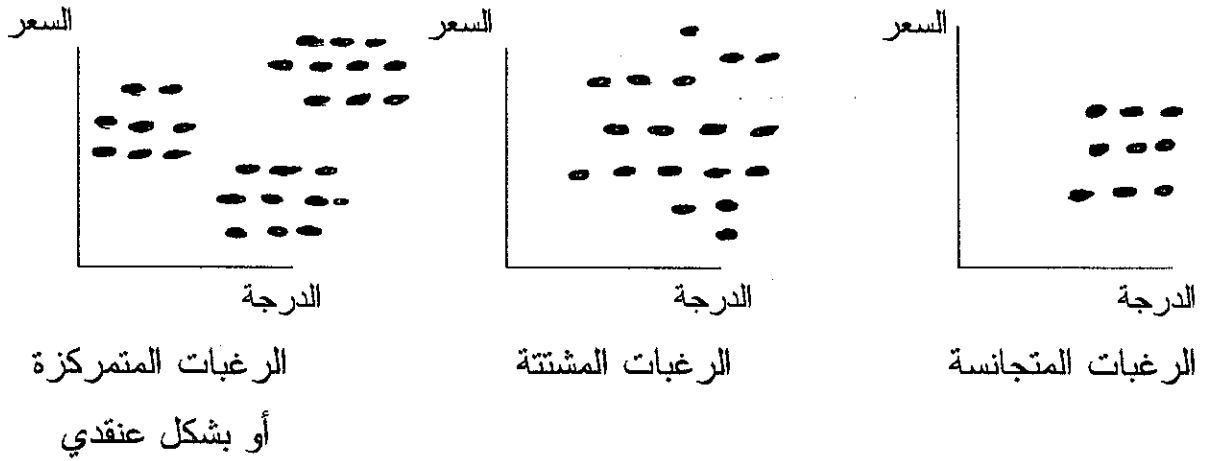 السعر
السعر
السعر
الدرجة
الدرجة
الدرجة
الرغبات المتجانسة
الرغبات المشتتة
الرغبات المتمركزة
أو بشكل عنقدي